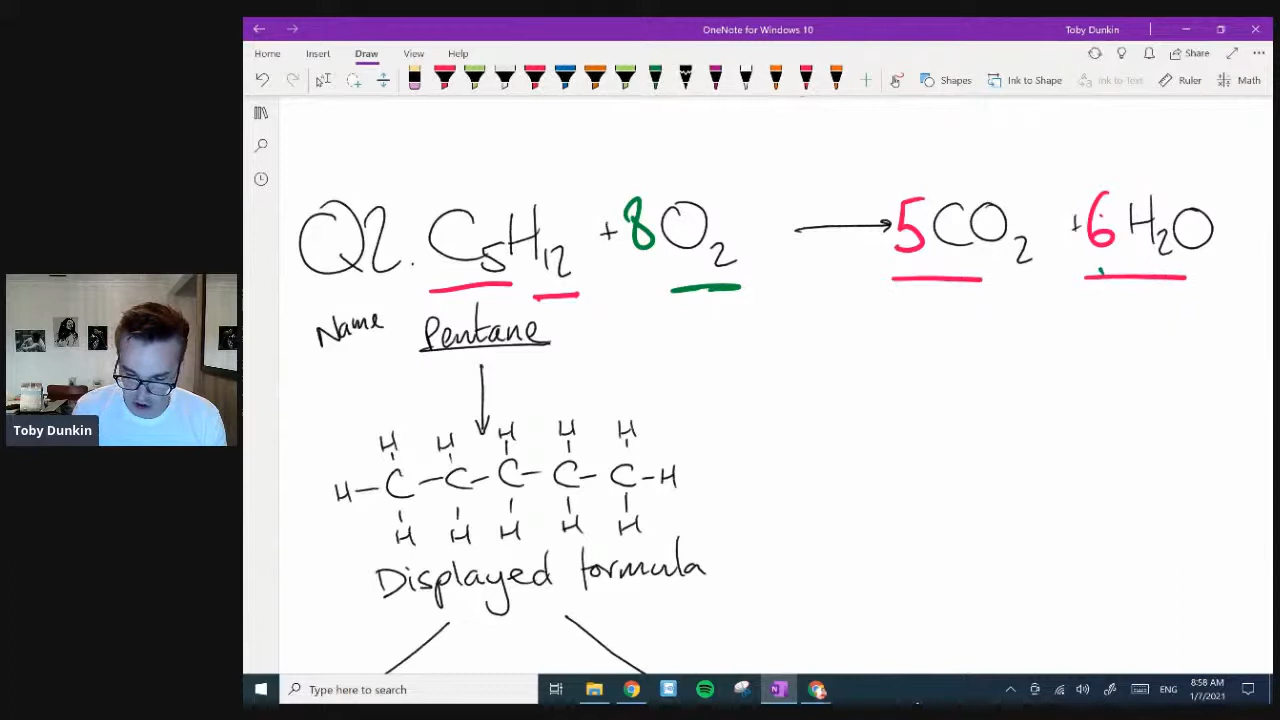 OneNote for Windows 10
Toby Dunkin
Home Insert Draw View Help
Share
Shapes Ink to Shape Ink to Text Ruler Math
Q2. C₅H₁₂ + 8O₂ → 5CO₂ + 6H₂O
Name Pentane
H H H H H
H - C - C - C - C - C - H
H H H H H
Displayed formula
Toby Dunkin
Type here to search
ENG
8:58 AM
1/7/2021